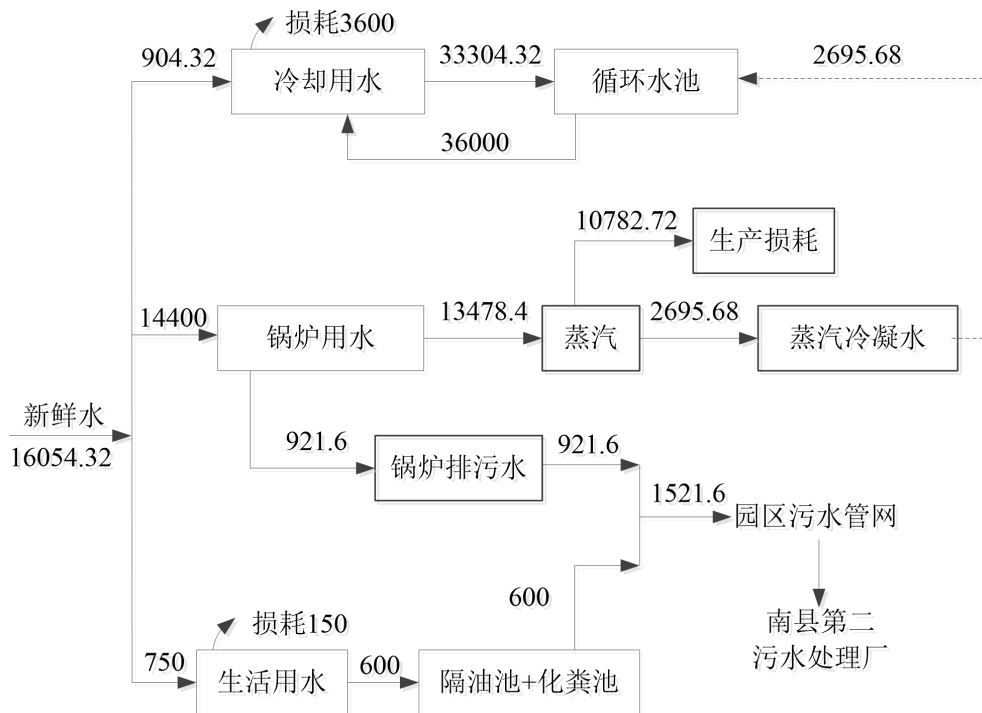 损耗3600
904.32
33304.32
2695.68
冷却用水
循环水池
36000
10782.72
生产损耗
14400
13478.4
2695.68
锅炉用水
蒸汽
蒸汽冷凝水
新鲜水
16054.32
921.6
921.6
锅炉排污水
1521.6
园区污水管网
600
损耗150
南县第二
污水处理厂
750
600
生活用水
隔油池+化粪池